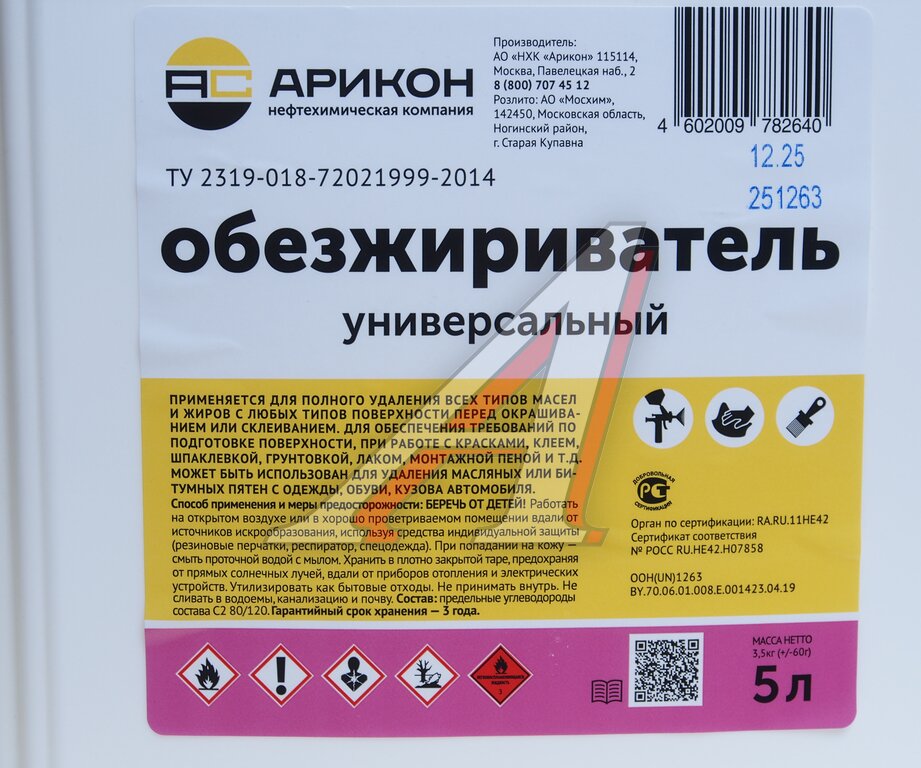 АС АРИКОН
нефтехимическая компания
Производитель:
АО «НХК «Арикон» 115114,
Москва, Павелецкая наб., 2
8 (800) 707 45 12
Розлито: АО «Мосхим»,
142450, Московская область,
Ногинский район,
г. Старая Купавна
4 602009 782640
12.25
251263
ТУ 2319-018-72021999-2014
обезжириватель
универсальный
ПРИМЕНЯЕТСЯ ДЛЯ ПОЛНОГО УДАЛЕНИЯ ВСЕХ ТИПОВ МАСЕЛ
И ЖИРОВ С ЛЮБЫХ ТИПОВ ПОВЕРХНОСТИ ПЕРЕД ОКРАШИВА-
НИЕМ ИЛИ СКЛЕИВАНИЕМ. ДЛЯ ОБЕСПЕЧЕНИЯ ТРЕБОВАНИЙ ПО
ПОДГОТОВКЕ ПОВЕРХНОСТИ, ПРИ РАБОТЕ С КРАСКАМИ, КЛЕЕМ,
ШПАКЛЕВКОЙ, ГРУНТОВКОЙ, ЛАКОМ, МОНТАЖНОЙ ПЕНОЙ И Т.Д.
МОЖЕТ БЫТЬ ИСПОЛЬЗОВАН ДЛЯ УДАЛЕНИЯ МАСЛЯНЫХ ИЛИ БИ-
ТУМНЫХ ПЯТЕН С ОДЕЖДЫ, ОБУВИ, КУЗОВА АВТОМОБИЛЯ.
Способ применения и меры предосторожности: БЕРЕЧЬ ОТ ДЕТЕЙ! Работать
на открытом воздухе или в хорошо проветриваемом помещении вдали от
источников искрообразования, используя средства индивидуальной защиты
(резиновые перчатки, респиратор, спецодежда). При попадании на кожу —
смыть проточной водой с мылом. Хранить в плотно закрытой таре, предохраняя
от прямых солнечных лучей, вдали от приборов отопления и электрических
устройств. Утилизировать как бытовые отходы. Не принимать внутрь. Не
сливать в водоемы, канализацию и почву. Состав: предельные углеводороды
состава С2 80/120. Гарантийный срок хранения — 3 года.
ДОБРОВОЛЬНАЯ
РСТ
СЕРТИФИКАЦИЯ
Орган по сертификации: RA.RU.11НЕ42
Сертификат соответствия
№ РОСС RU.НЕ42.Н07858
ООН(UN)1263
BY.70.06.01.008.E.001423.04.19
ЛЕГКОВОСПЛАМЕНЯЮЩАЯСЯ
ЖИДКОСТЬ
3
МАССА НЕТТО
3,5кг (+/-60г)
5 л